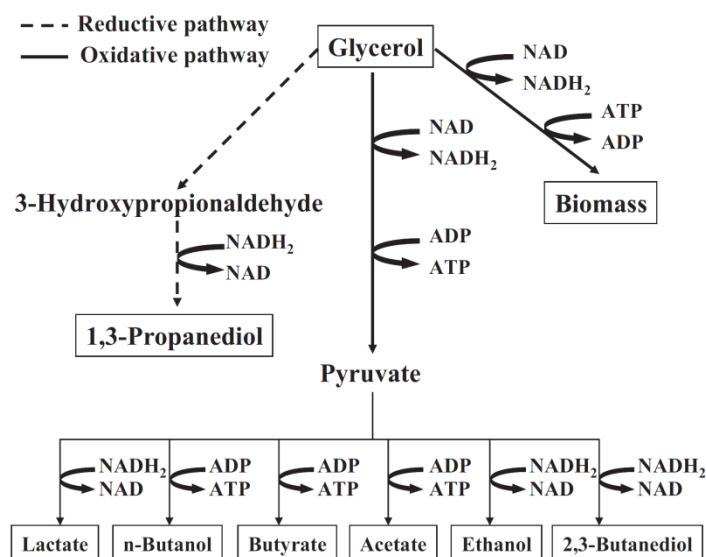 Reductive pathway
Oxidative pathway
Glycerol
NAD
NADH₂
ATP
ADP
Biomass
NAD
NADH₂
3-Hydroxypropionaldehyde
NADH₂
NAD
ADP
ATP
1,3-Propanediol
Pyruvate
NADH₂
NAD
ADP
ATP
ADP
ATP
ADP
ATP
NADH₂
NAD
NADH₂
NAD
Lactate
n-Butanol
Butyrate
Acetate
Ethanol
2,3-Butanediol